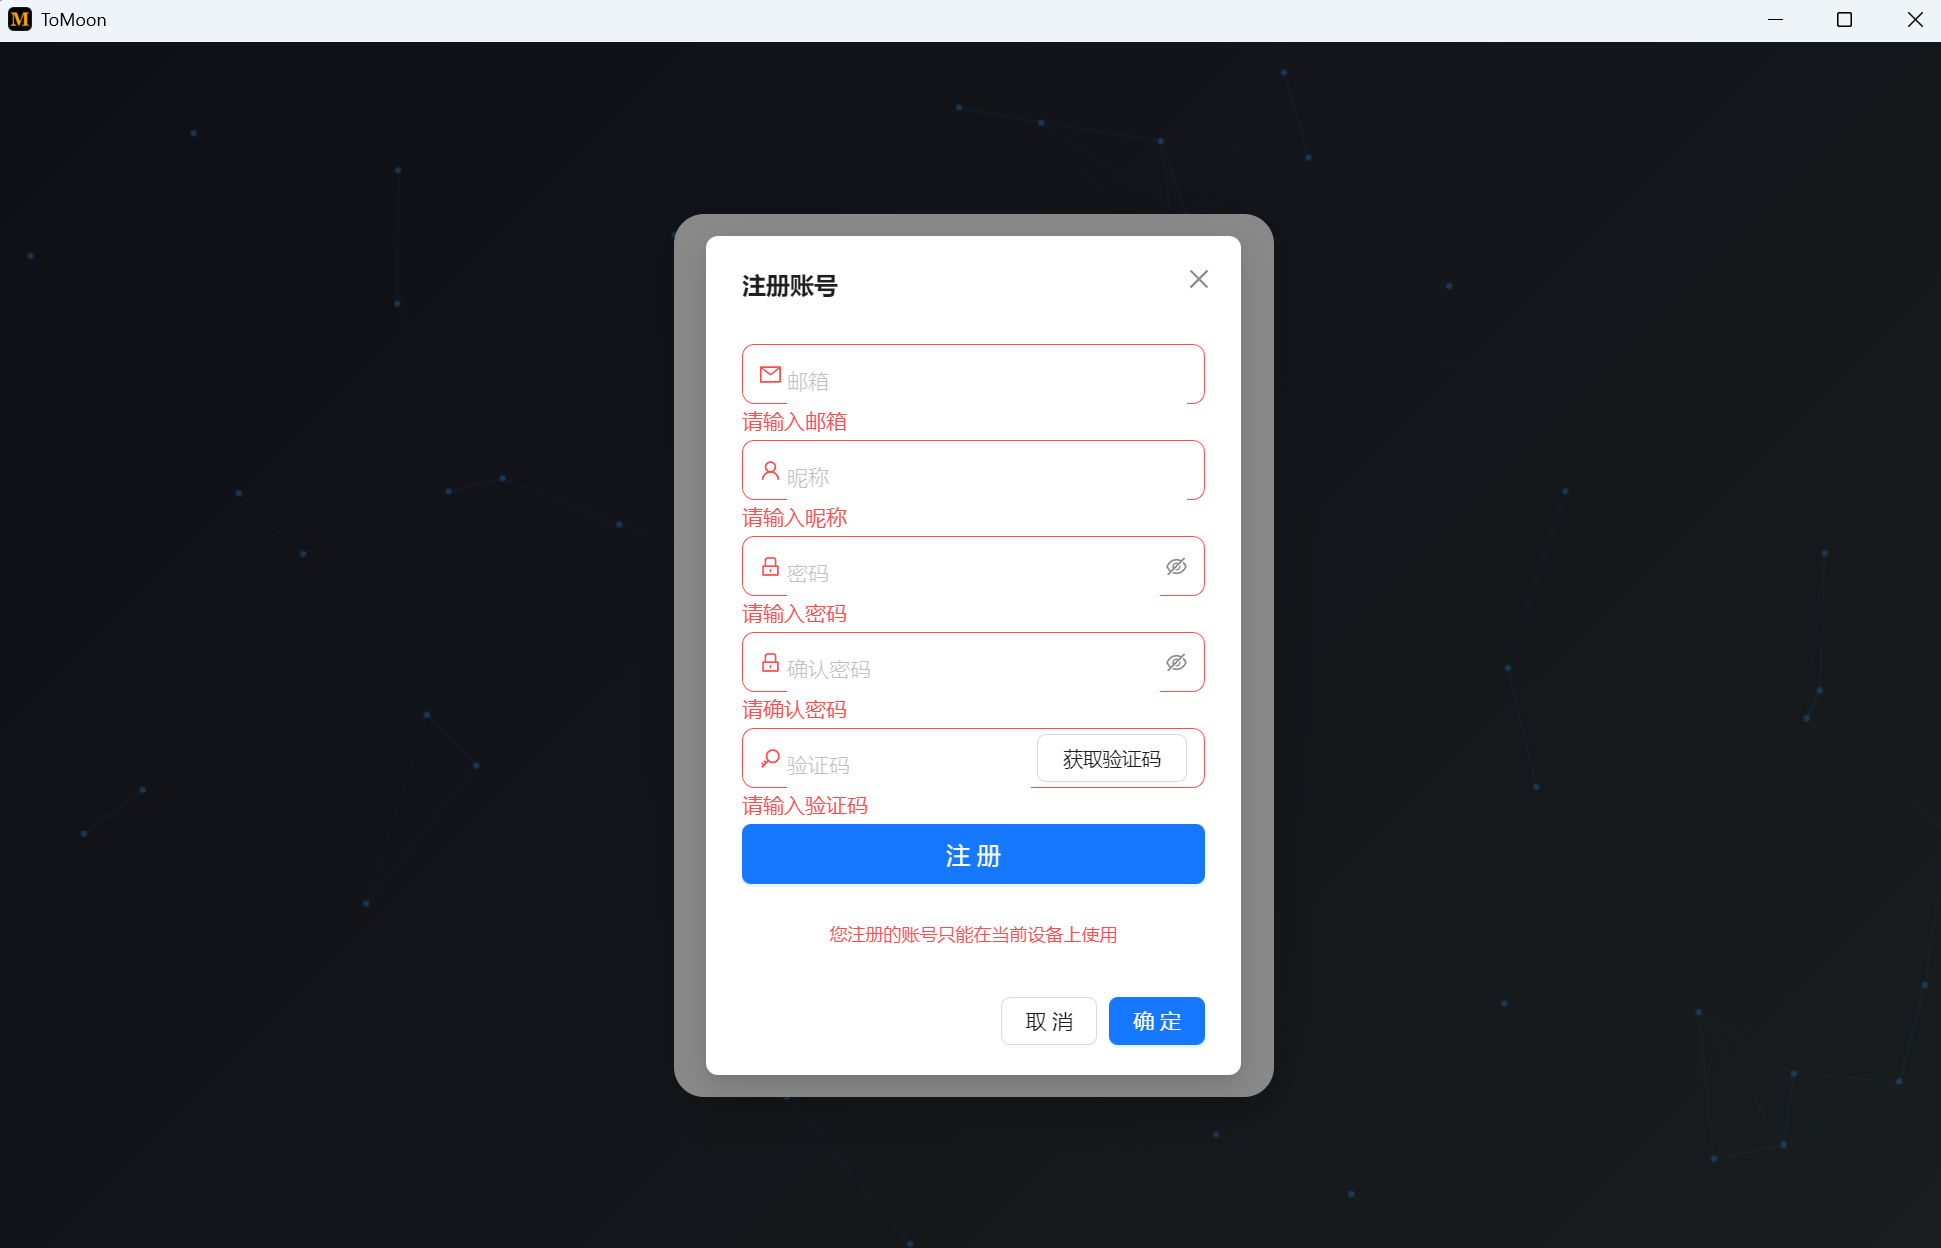 M ToMoon
注册账号
邮箱
请输入邮箱
昵称
请输入昵称
密码
请输入密码
确认密码
请确认密码
验证码 获取验证码
请输入验证码
注 册
您注册的账号只能在当前设备上使用
取 消 确 定